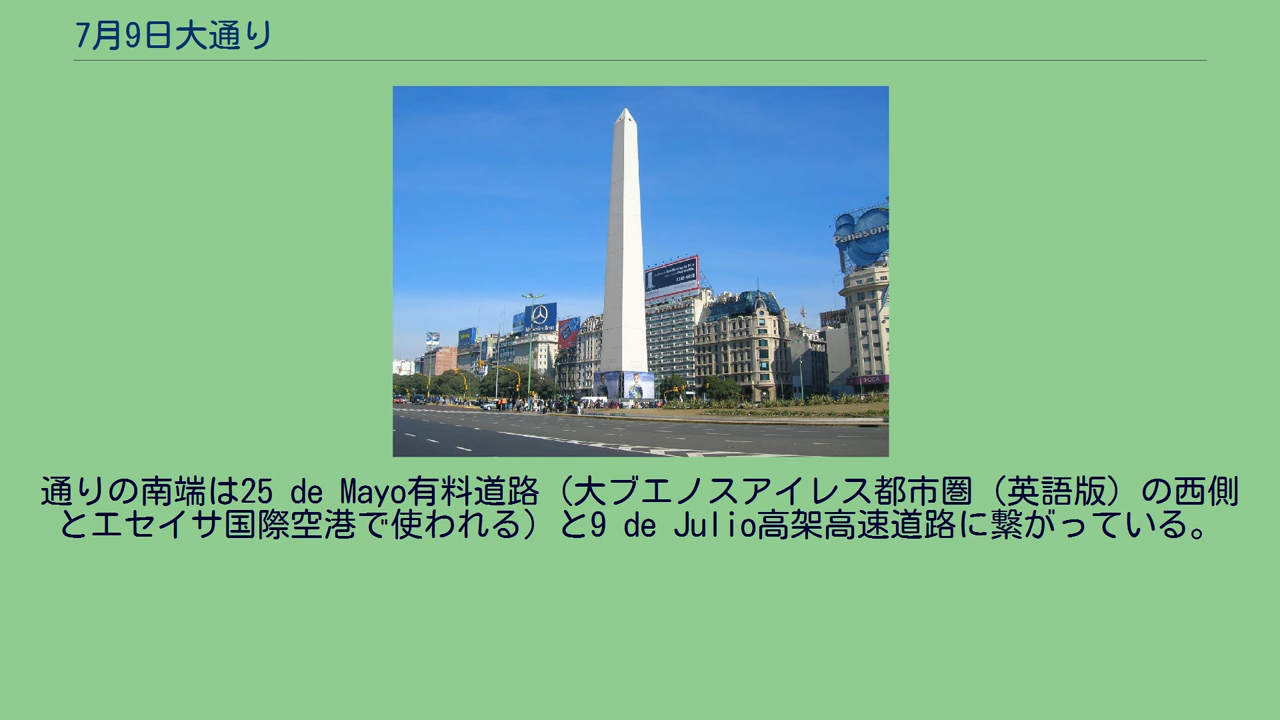 7月9日大通り
Panasonic
Mercedes-Benz
通りの南端は25 de Mayo有料道路（大ブエノスアイレス都市圏（英語版）の西側
とエセイサ国際空港で使われる）と9 de Julio高架高速道路に繋がっている。